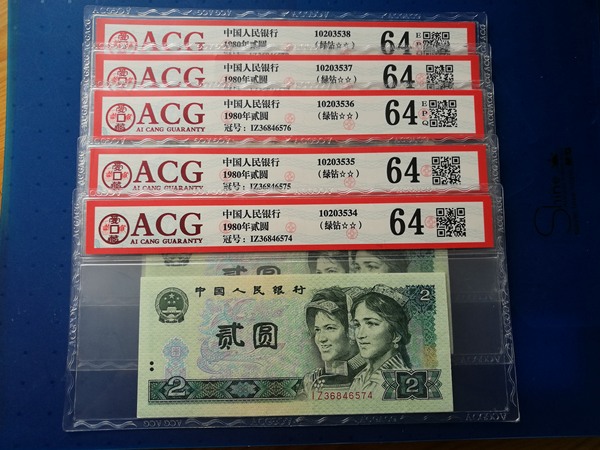 ACG
中国人民银行
1980年贰圆
10203538
(绿钻☆☆)
64
E
P
ACG
中国人民银行
1980年贰圆
10203537
(绿钻☆☆)
64
ACG
AI CANG GUARANTY
中国人民银行
1980年贰圆
冠号: IZ36846576
10203536
(绿钻☆☆)
64
E
P
Q
ACG
AI CANG GUARANTY
中国人民银行
1980年贰圆
冠号: IZ36846575
10203535
(绿钻☆☆)
64
ACG
AI CANG GUARANTY
中国人民银行
1980年贰圆
冠号: IZ36846574
10203534
(绿钻☆☆)
64
中国人民银行
贰圆
2
2
2
IZ36846574